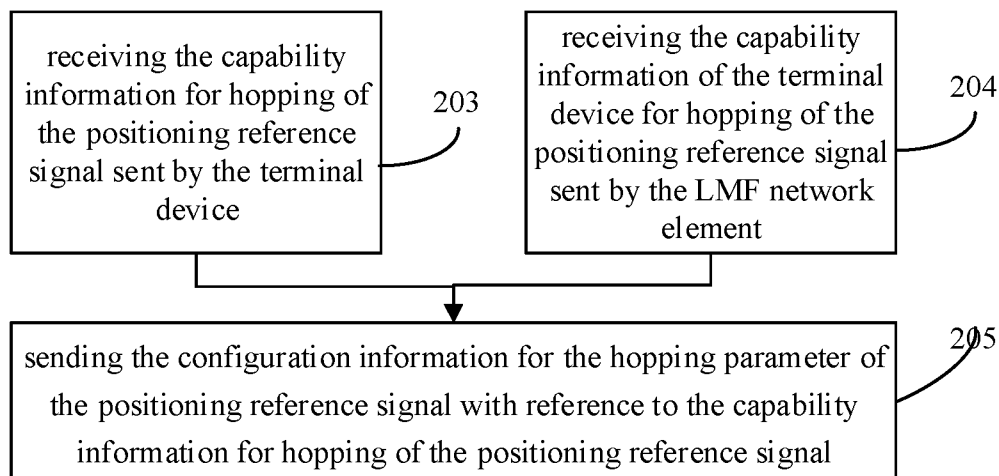 receiving the capability
information for hopping of
the positioning reference
signal sent by the terminal
device
203
receiving the capability
information of the terminal
device for hopping of the
positioning reference signal
sent by the LMF network
element
204
sending the configuration information for the hopping parameter of
the positioning reference signal with reference to the capability
information for hopping of the positioning reference signal
205